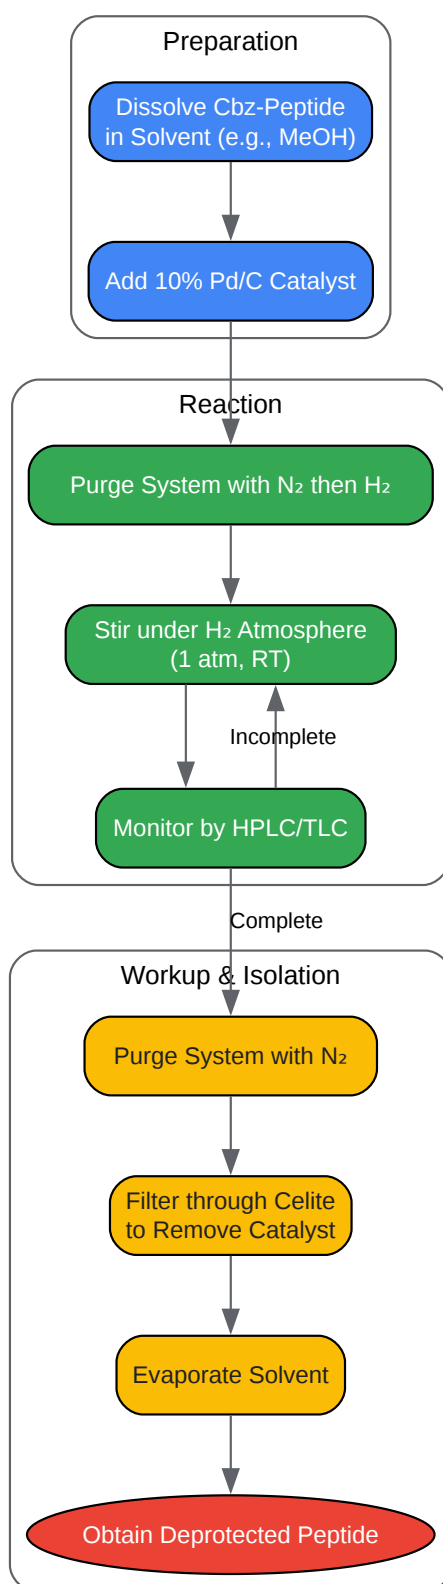 Preparation
Dissolve Cbz-Peptide
in Solvent (e.g., MeOH)
Add 10% Pd/C Catalyst
Reaction
Purge System with N₂ then H₂
Stir under H₂ Atmosphere
(1 atm, RT)
Incomplete
Monitor by HPLC/TLC
Complete
Workup & Isolation
Purge System with N₂
Filter through Celite
to Remove Catalyst
Evaporate Solvent
Obtain Deprotected Peptide